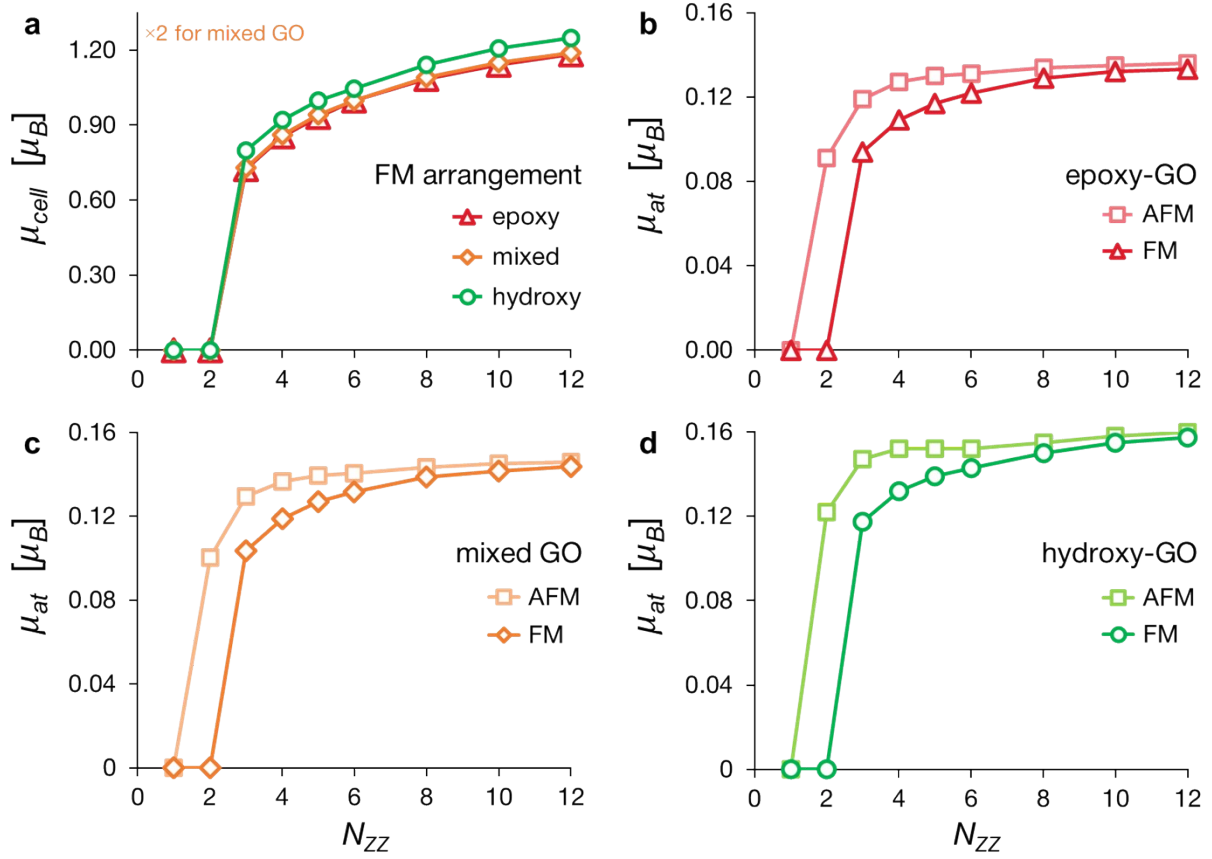 a
×2 for mixed GO
1.20
0.90
0.60
0.30
0.00
μcell [μB]
FM arrangement
epoxy
mixed
hydroxy
0 2 4 6 8 10 12
b
0.16
0.12
0.08
0.04
0.00
μat [μB]
epoxy-GO
AFM
FM
0 2 4 6 8 10 12
c
0.16
0.12
0.08
0.04
0
μat [μB]
mixed GO
AFM
FM
0 2 4 6 8 10 12
NZZ
d
0.16
0.12
0.08
0.04
0
μat [μB]
hydroxy-GO
AFM
FM
0 2 4 6 8 10 12
NZZ